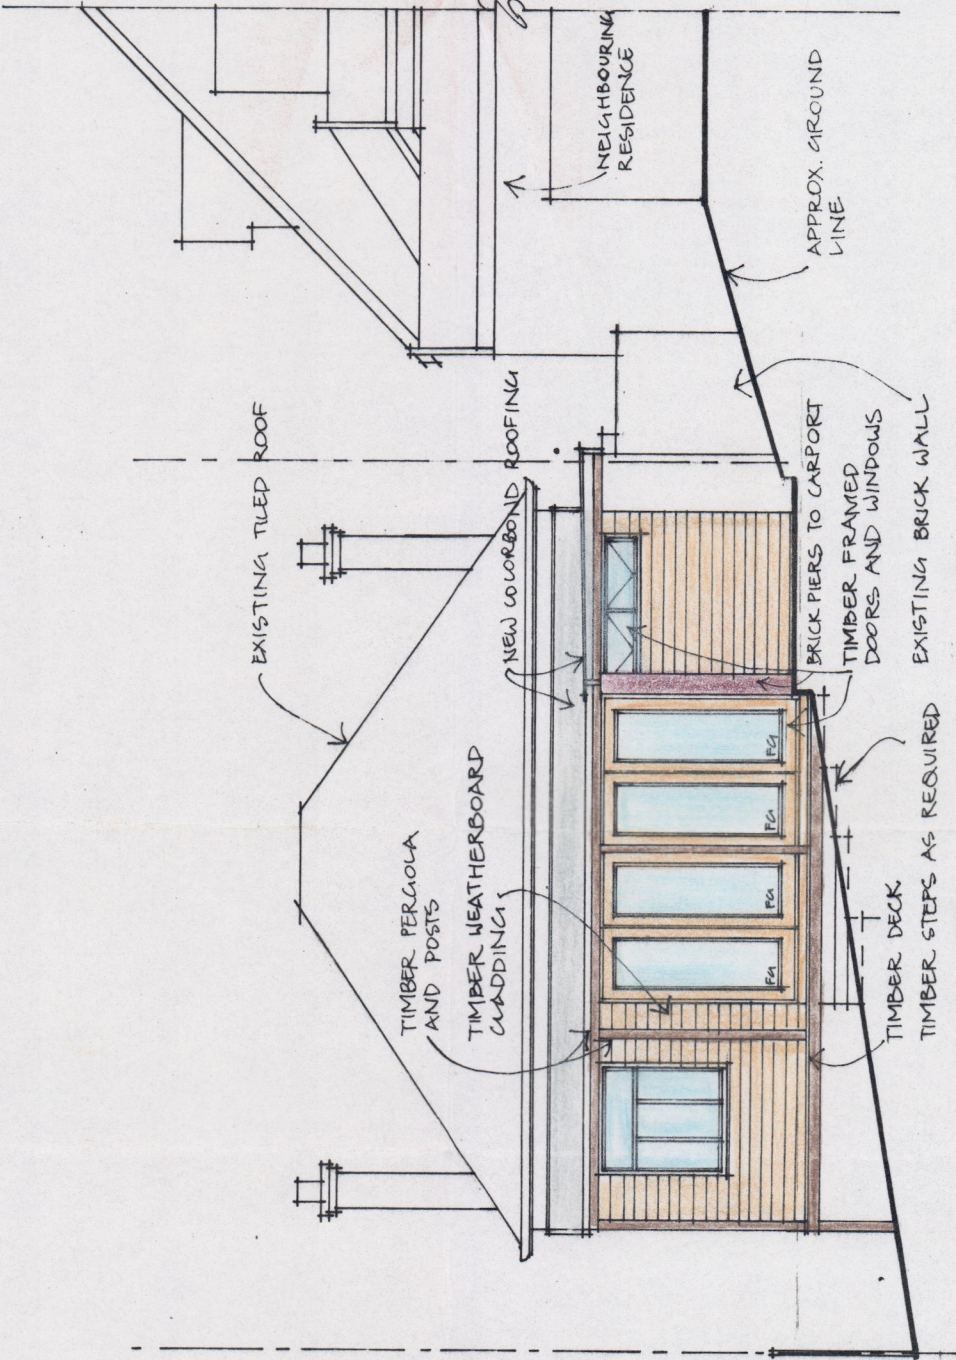 EXISTING TILED ROOF
NEW COLORBOND ROOFING
NEIGHBOURING
RESIDENCE
TIMBER PERGOLA
AND POSTS
TIMBER WEATHERBOARD
CLADDING
FG
FG
FG
FG
APPROX. GROUND
LINE
BRICK PIERS TO CARPORT
TIMBER FRAMED
DOORS AND WINDOWS
EXISTING BRICK WALL
TIMBER DECK
TIMBER STEPS AS REQUIRED